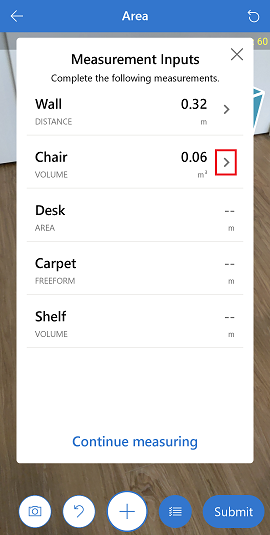 Area
60
Measurement Inputs
Complete the following measurements.
Wall 0.32
DISTANCE m
Chair 0.06
VOLUME m³
Desk --
AREA m
Carpet --
FREEFORM m
Shelf --
VOLUME m
Continue measuring
Submit